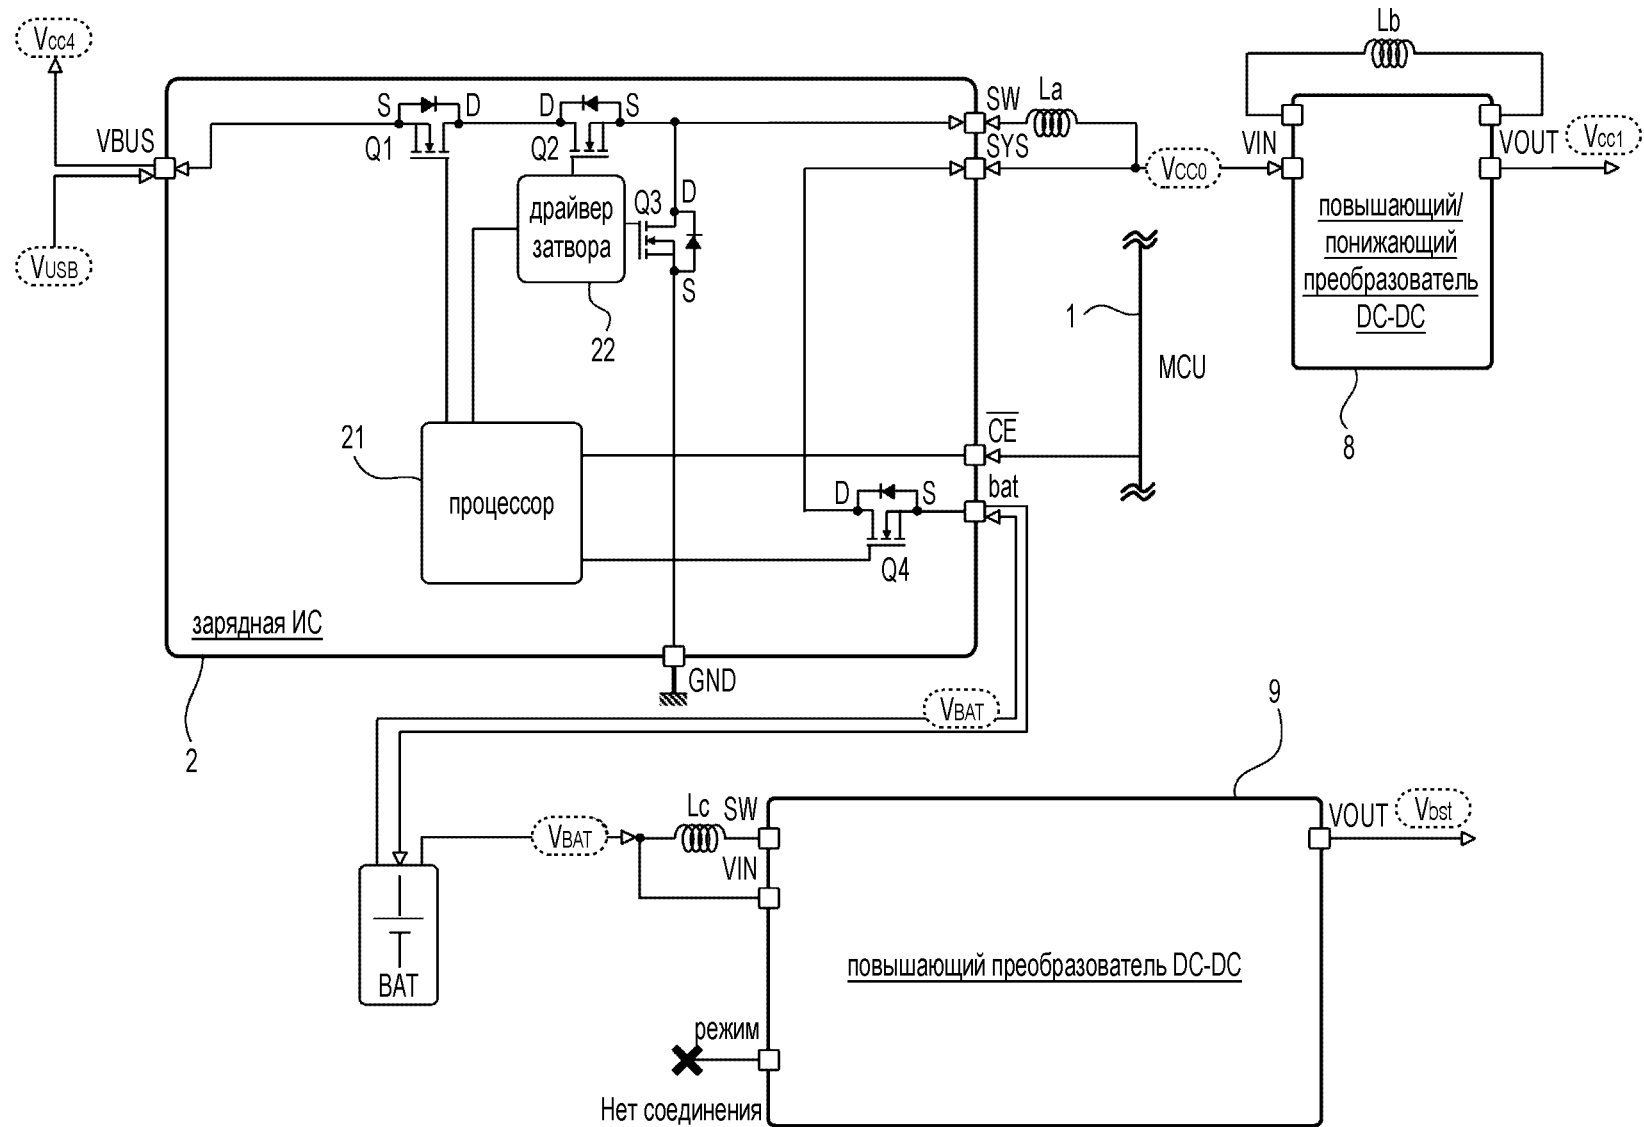 VCC4
VBUS
VUSB
S
D
Q1
D
S
Q2
драйвер
затвора
22
Q3
D
S
SW
La
SYS
VCC0
Lb
VIN
VOUT
VCC1
повышающий/
понижающий
преобразователь
DC-DC
8
1
MCU
CE
bat
21
процессор
D
S
Q4
зарядная ИС
2
GND
VBAT
BAT
VBAT
Lc
SW
VIN
9
VOUT
Vbst
повышающий преобразователь DC-DC
режим
Нет соединения